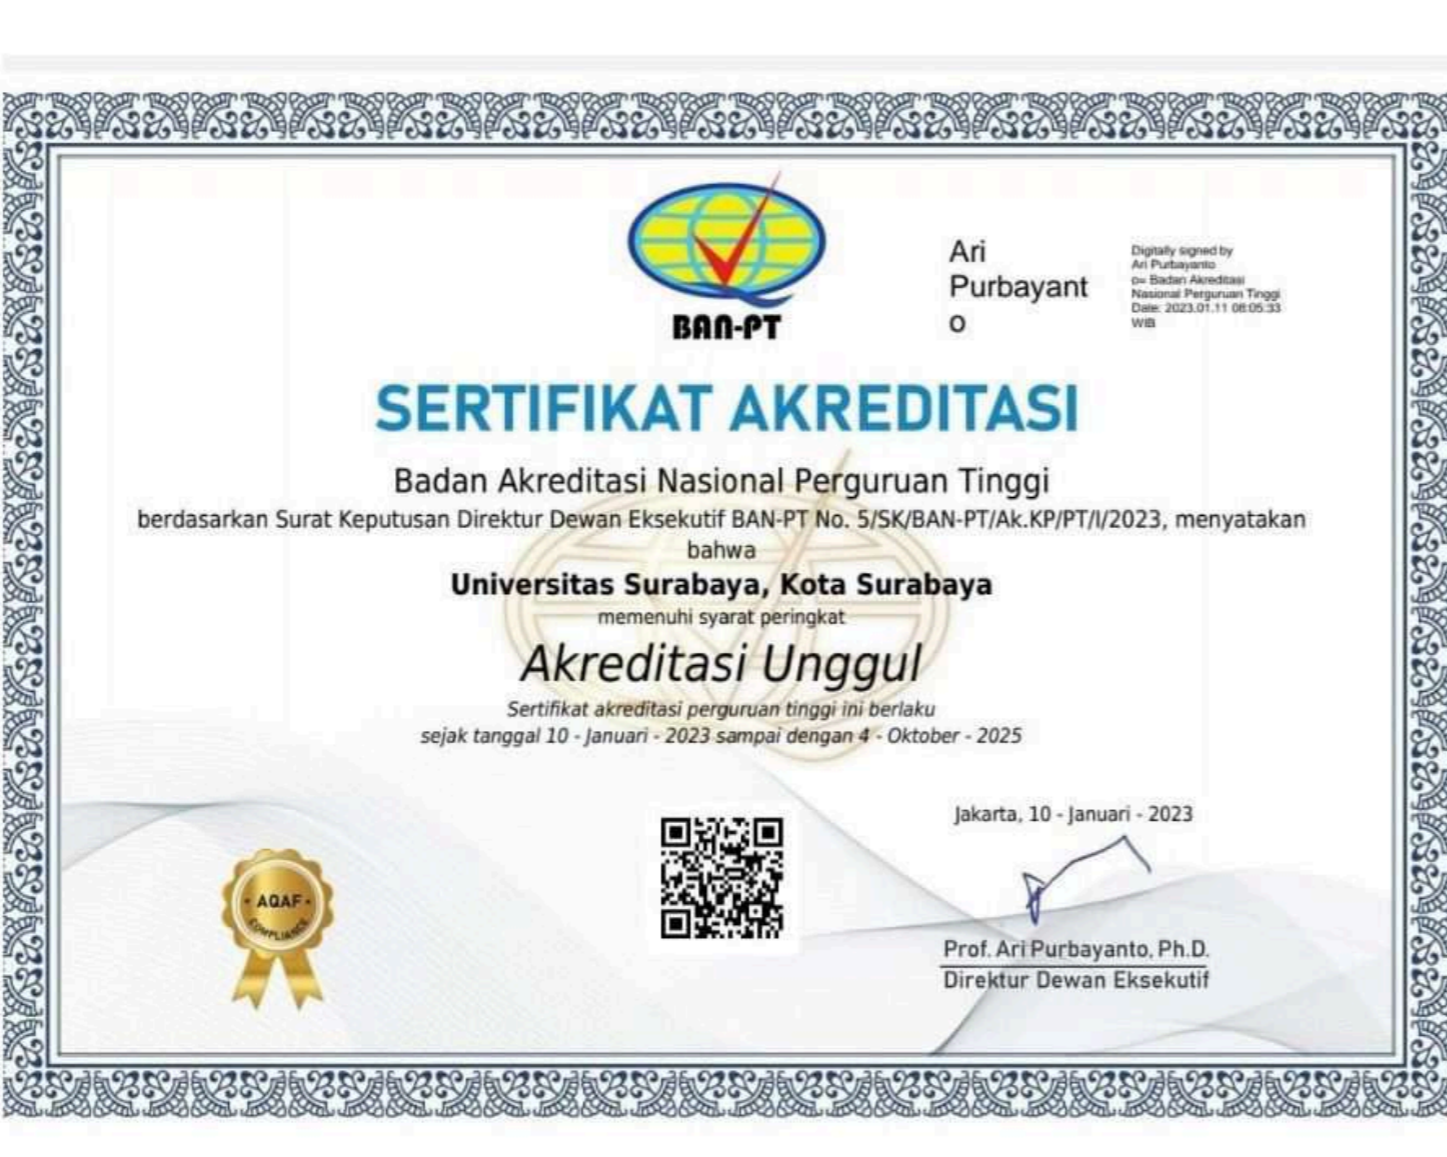 BAN-PT
Ari
Purbayant
o
Digitally signed by
Ari Purbayanto
o= Badan Akreditasi
Nasional Perguruan Tinggi
Date: 2023.01.11 08:05:33
WIB
SERTIFIKAT AKREDITASI
Badan Akreditasi Nasional Perguruan Tinggi
berdasarkan Surat Keputusan Direktur Dewan Eksekutif BAN-PT No. 5/SK/BAN-PT/Ak.KP/PT/I/2023, menyatakan
bahwa
Universitas Surabaya, Kota Surabaya
memenuhi syarat peringkat
Akreditasi Unggul
Sertifikat akreditasi perguruan tinggi ini berlaku
sejak tanggal 10 - Januari - 2023 sampai dengan 4 - Oktober - 2025
Jakarta, 10 - Januari - 2023
AQAF
COMPLIANCE
Prof. Ari Purbayanto, Ph.D.
Direktur Dewan Eksekutif